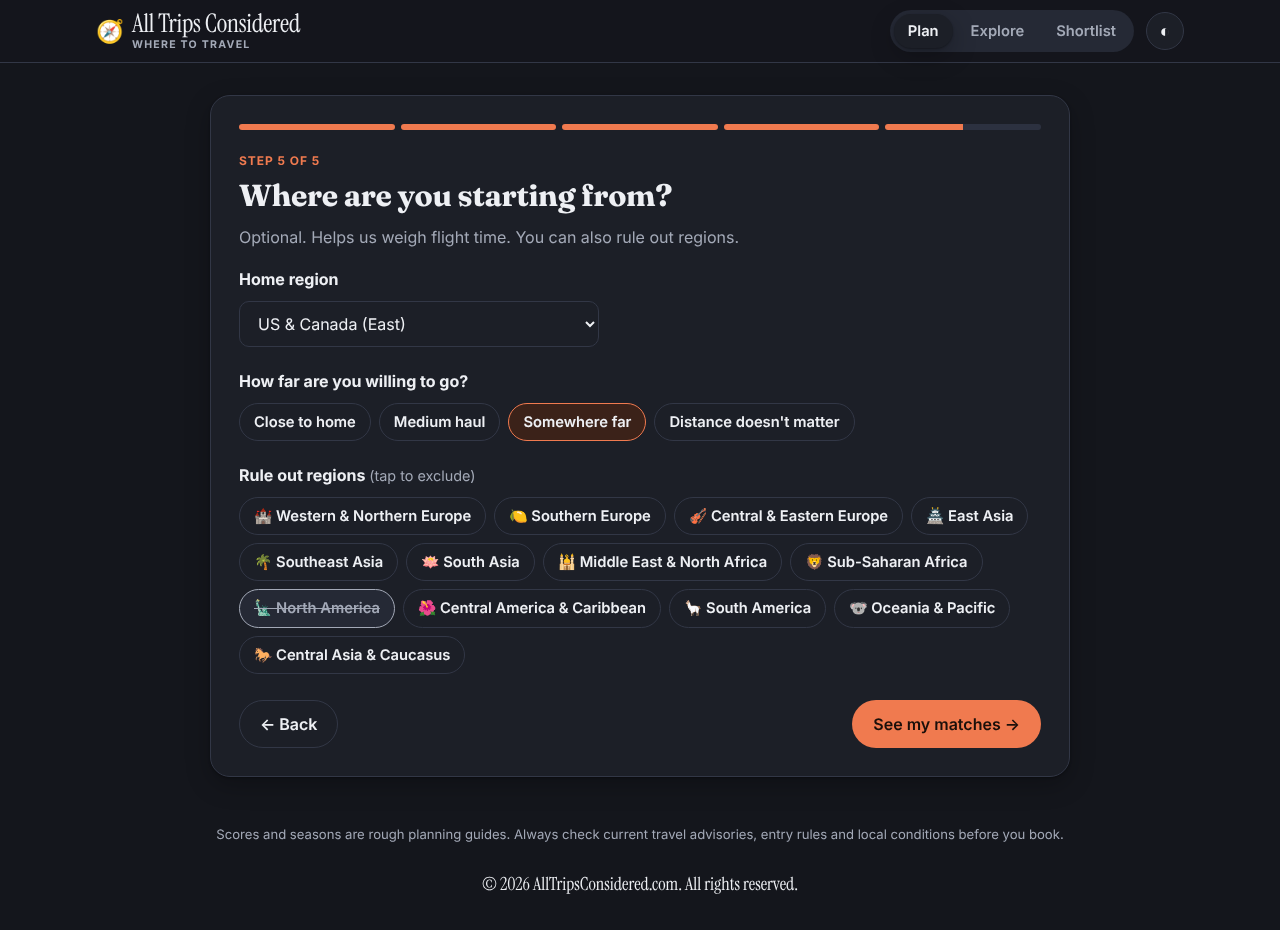 All Trips Considered
WHERE TO TRAVEL
Plan Explore Shortlist
STEP 5 OF 5
Where are you starting from?
Optional. Helps us weigh flight time. You can also rule out regions.
Home region
US & Canada (East)
How far are you willing to go?
Close to home Medium haul Somewhere far Distance doesn't matter
Rule out regions (tap to exclude)
Western & Northern Europe Southern Europe Central & Eastern Europe East Asia
Southeast Asia South Asia Middle East & North Africa Sub-Saharan Africa
North America Central America & Caribbean South America Oceania & Pacific
Central Asia & Caucasus
← Back See my matches →
Scores and seasons are rough planning guides. Always check current travel advisories, entry rules and local conditions before you book.
© 2026 AllTripsConsidered.com. All rights reserved.